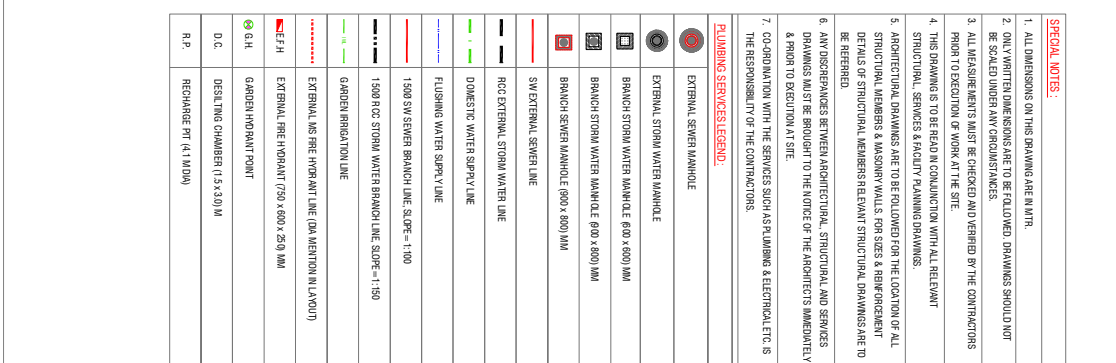 SPECIAL NOTES :
1. ALL DIMENSIONS ON THIS DRAWING ARE IN MTR.
2. ONLY WRITTEN DIMENSIONS ARE TO BE FOLLOWED. DRAWINGS SHOULD NOT
BE SCALED UNDER ANY CIRCUMSTANCES.
3. ALL MEASUREMENTS MUST BE CHECKED AND VERIFIED BY THE CONTRACTORS
PRIOR TO EXECUTION OF WORK AT THE SITE.
4. THIS DRAWING IS TO BE READ IN CONJUNCTION WITH ALL RELEVANT
STRUCTURAL, SERVICES & FACILITY PLANNING DRAWINGS.
5. ARCHITECTURAL DRAWINGS ARE TO BE FOLLOWED FOR THE LOCATION OF ALL
STRUCTURAL MEMBERS & MASONRY WALLS. FOR SIZES & REINFORCEMENT
DETAILS OF STRUCTURAL MEMBERS RELEVANT STRUCTURAL DRAWINGS ARE TO
BE REFERRED.
6. ANY DISCREPANCIES BETWEEN ARCHITECTURAL, STRUCTURAL AND SERVICES
DRAWINGS MUST BE BROUGHT TO THE NOTICE OF THE ARCHITECTS IMMEDIATELY
& PRIOR TO EXECUTION AT SITE.
7. CO-ORDINATION WITH THE SERVICES SUCH AS PLUMBING & ELECTRICAL ETC. IS
THE RESPONSIBILITY OF THE CONTRACTORS.
PLUMBING SERVICES LEGEND :
EXTERNAL SEWER MANHOLE
EXTERNAL STORM WATER MANHOLE
BRANCH STORM WATER MANHOLE (600 x 600) MM
BRANCH STORM WATER MANHOLE (900 x 800) MM
BRANCH SEWER MANHOLE (900 x 800) MM
SW EXTERNAL SEWER LINE
RCC EXTERNAL STORM WATER LINE
DOMESTIC WATER SUPPLY LINE
FLUSHING WATER SUPPLY LINE
150Ø SW SEWER BRANCH LINE, SLOPE = 1:100
150Ø RCC STORM WATER BRANCH LINE, SLOPE = 1:150
GARDEN IRRIGATION LINE
EXTERNAL MS FIRE HYDRANT LINE (DIA MENTION IN LAYOUT)
E.F.H EXTERNAL FIRE HYDRANT (750 x 600 x 250) MM
G.H. GARDEN HYDRANT POINT
D.C. DESILTING CHAMBER (1.5 x 3.0) M
R.P. RECHARGE PIT (4.1 M DIA)